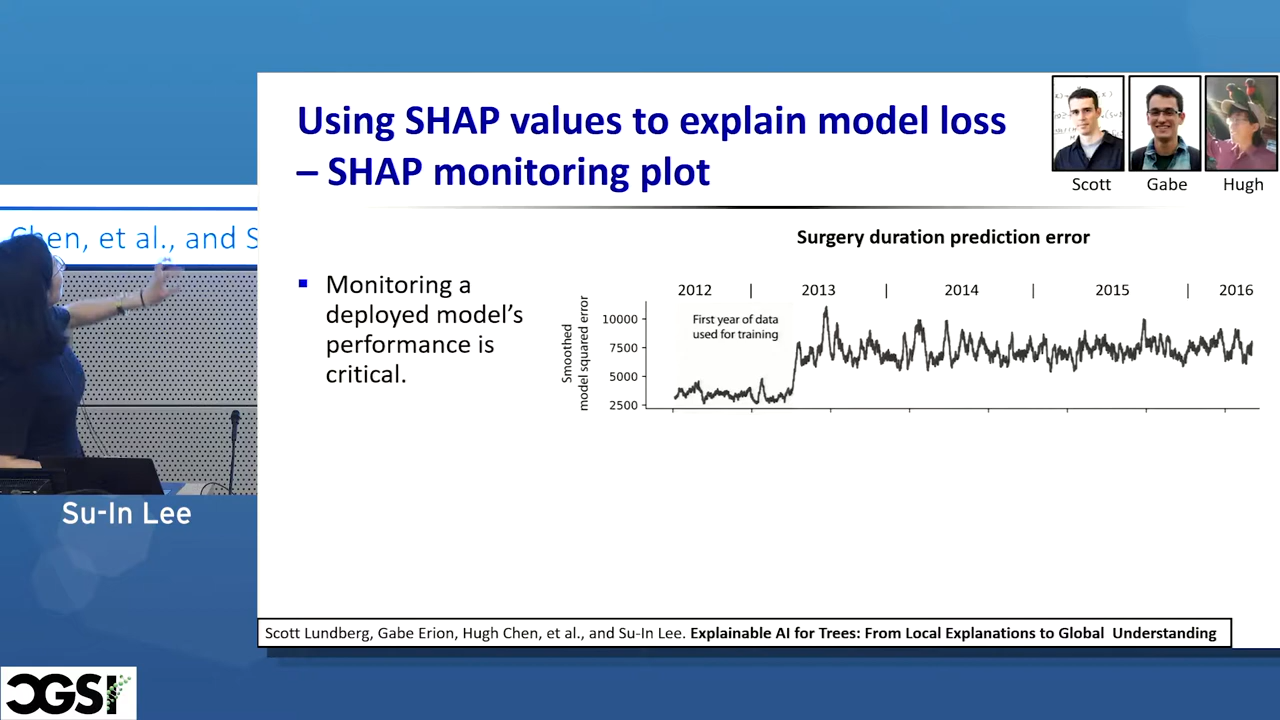 Using SHAP values to explain model loss
– SHAP monitoring plot
Scott
Gabe
Hugh
Chen, et al., and S
Surgery duration prediction error
▪ Monitoring a
deployed model's
performance is
critical.
2012 | 2013 | 2014 | 2015 | 2016
First year of data
used for training
Smoothed
model squared error
10000
7500
5000
2500
Su-In Lee
Scott Lundberg, Gabe Erion, Hugh Chen, et al., and Su-In Lee. Explainable AI for Trees: From Local Explanations to Global Understanding
CGSI